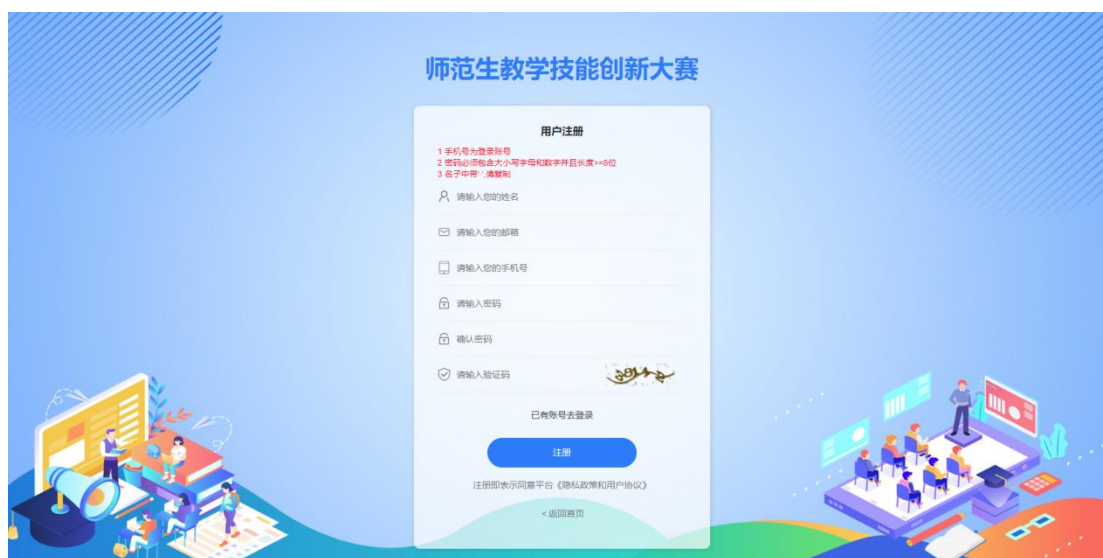 师范生教学技能创新大赛
用户注册
1 手机号为登录账号
2 密码必须包含大小写字母和数字并且长度>=8位
3 名子中带'·',请复制 ·
请输入您的姓名
请输入您的邮箱
请输入您的手机号
请输入密码
确认密码
请输入验证码
已有账号去登录
注册
注册即表示同意平台《隐私政策和用户协议》
<返回首页